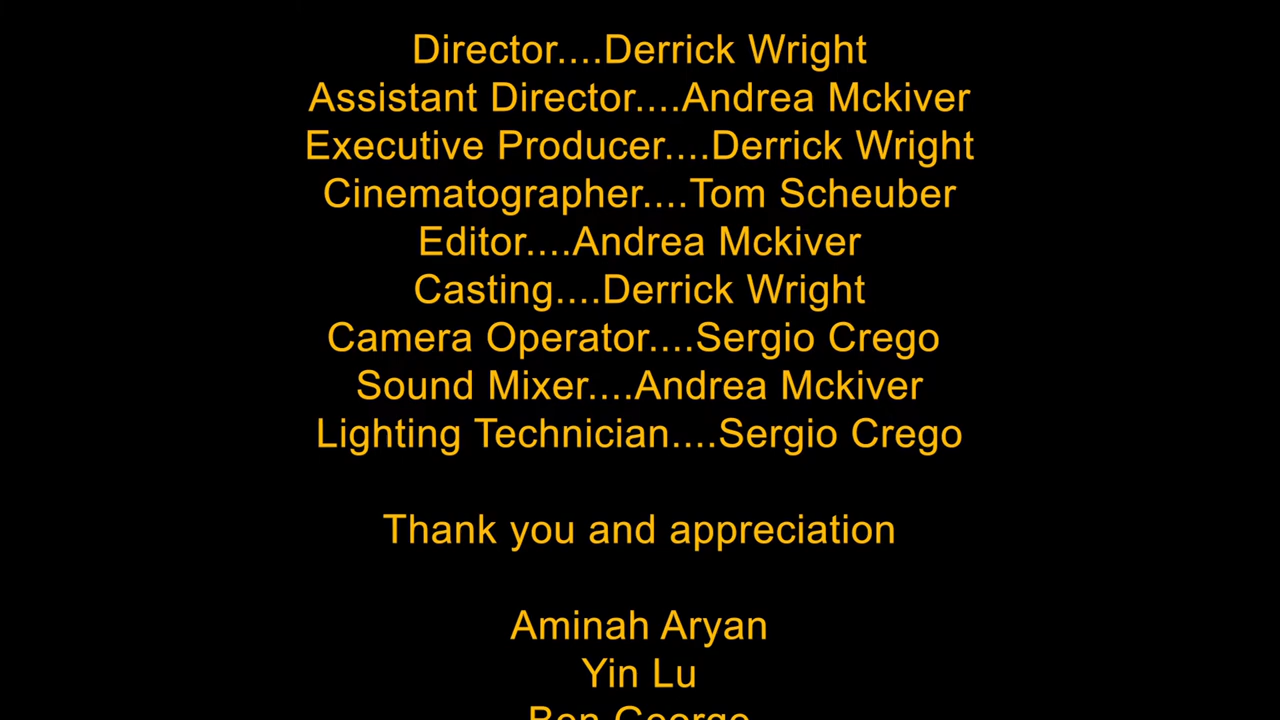 Director....Derrick Wright
Assistant Director....Andrea Mckiver
Executive Producer....Derrick Wright
Cinematographer....Tom Scheuber
Editor....Andrea Mckiver
Casting....Derrick Wright
Camera Operator....Sergio Crego
Sound Mixer....Andrea Mckiver
Lighting Technician....Sergio Crego
Thank you and appreciation
Aminah Aryan
Yin Lu
Ben George